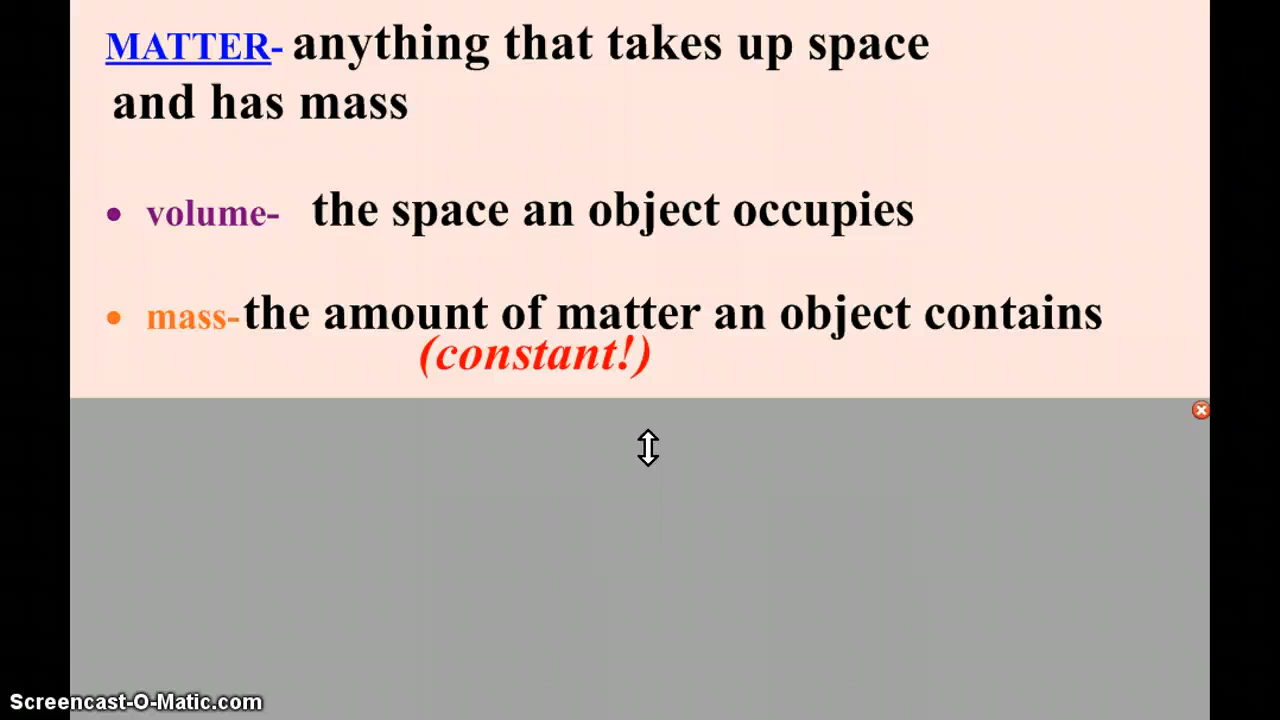 MATTER- anything that takes up space
and has mass
• volume- the space an object occupies
• mass- the amount of matter an object contains
(constant!)
Screencast-O-Matic.com